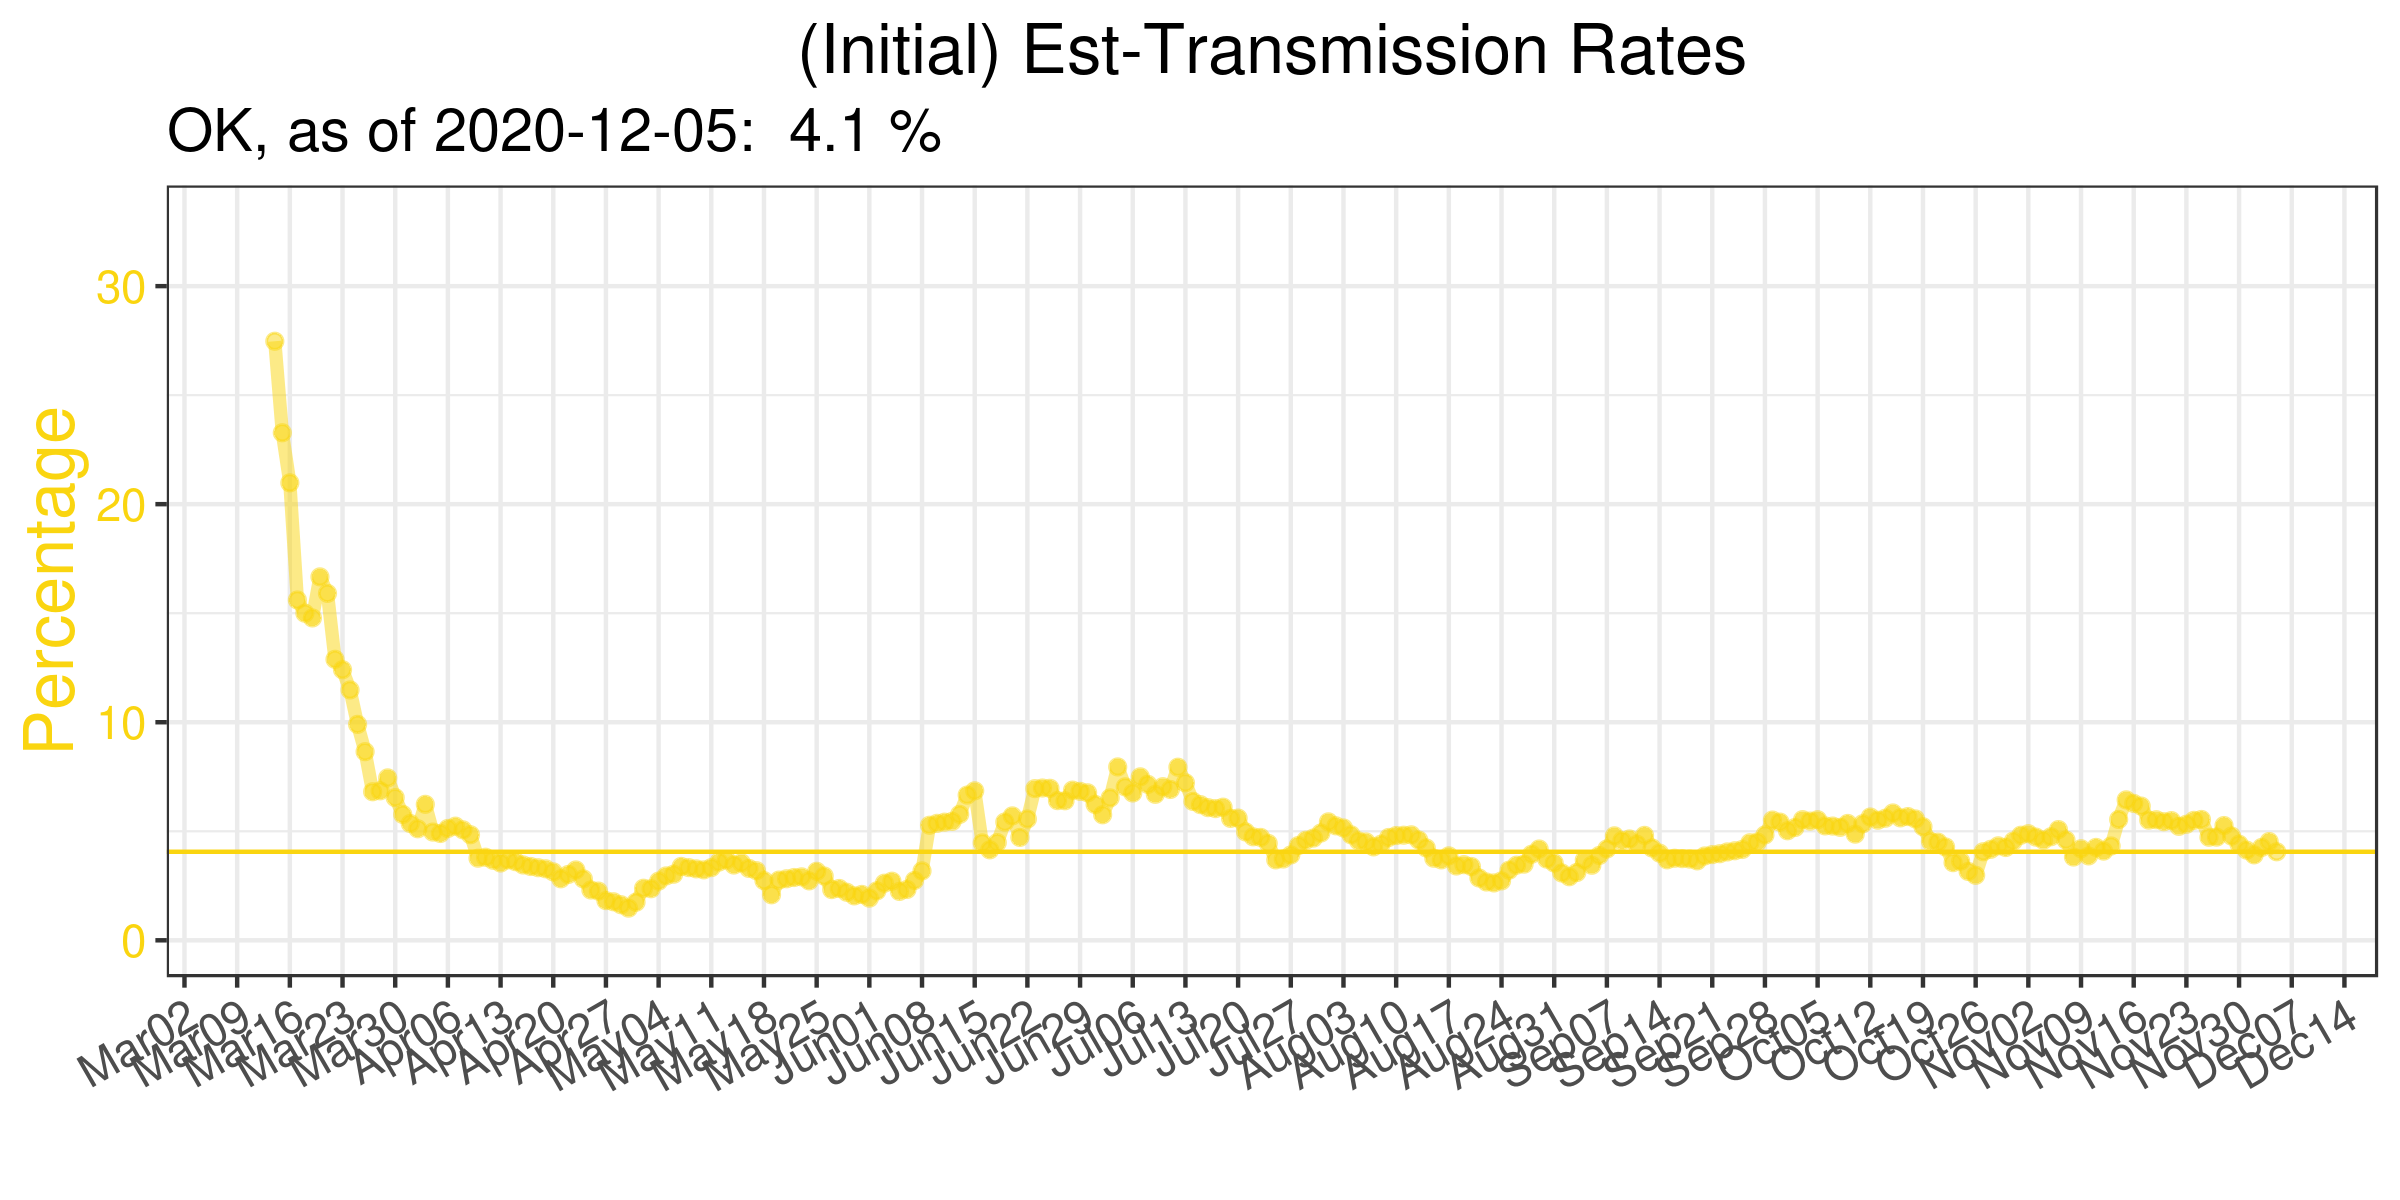 (Initial) Est-Transmission Rates
OK, as of 2020-12-05:  4.1 %
Percentage
30
20
10
0
Mar02
Mar09
Mar16
Mar23
Mar30
Apr06
Apr13
Apr20
Apr27
May04
May11
May18
May25
Jun01
Jun08
Jun15
Jun22
Jun29
Jul06
Jul13
Jul20
Jul27
Aug03
Aug10
Aug17
Aug24
Aug31
Sep07
Sep14
Sep21
Sep28
Oct05
Oct12
Oct19
Oct26
Nov02
Nov09
Nov16
Nov23
Nov30
Dec07
Dec14